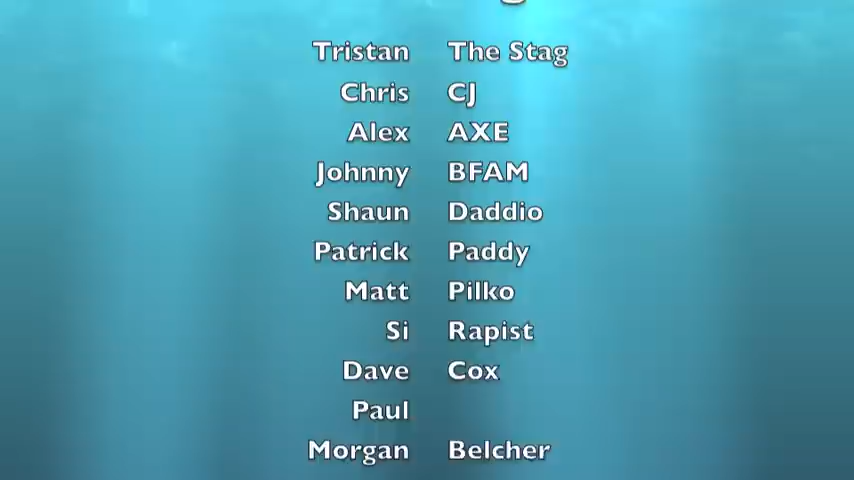 Tristan The Stag
Chris CJ
Alex AXE
Johnny BFAM
Shaun Daddio
Patrick Paddy
Matt Pilko
Si Rapist
Dave Cox
Paul
Morgan Belcher